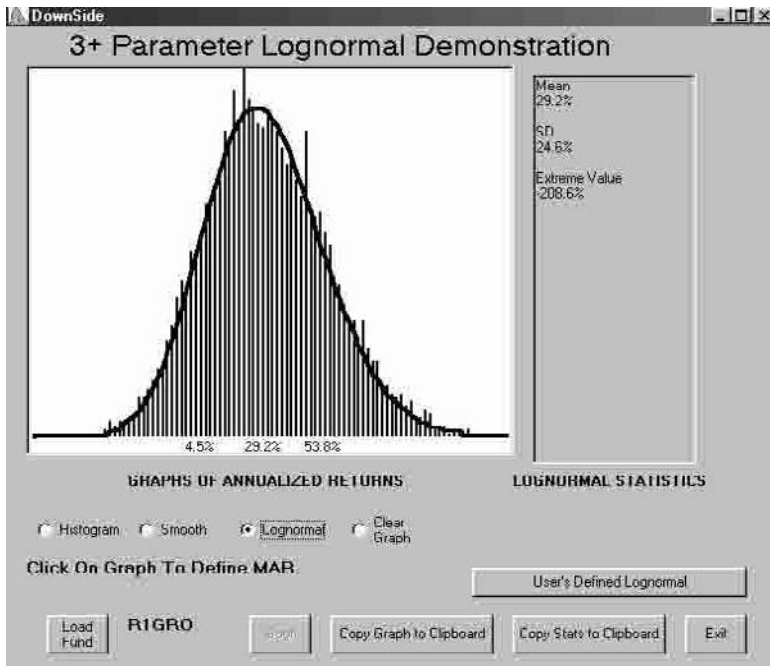 DownSide
3+ Parameter Lognormal Demonstration
Mean
29.2%
SD
24.6%
Extreme Value
-208.6%
4.5% 29.2% 53.8%
GRAPHS OF ANNUALIZED RETURNS
LOGNORMAL STATISTICS
Histogram
Smooth
Lognormal
Clear
Graph
Click On Graph To Define MAR
User's Defined Lognormal
Load
Fund
R1GRO
Copy Graph to Clipboard
Copy Stats to Clipboard
Exit